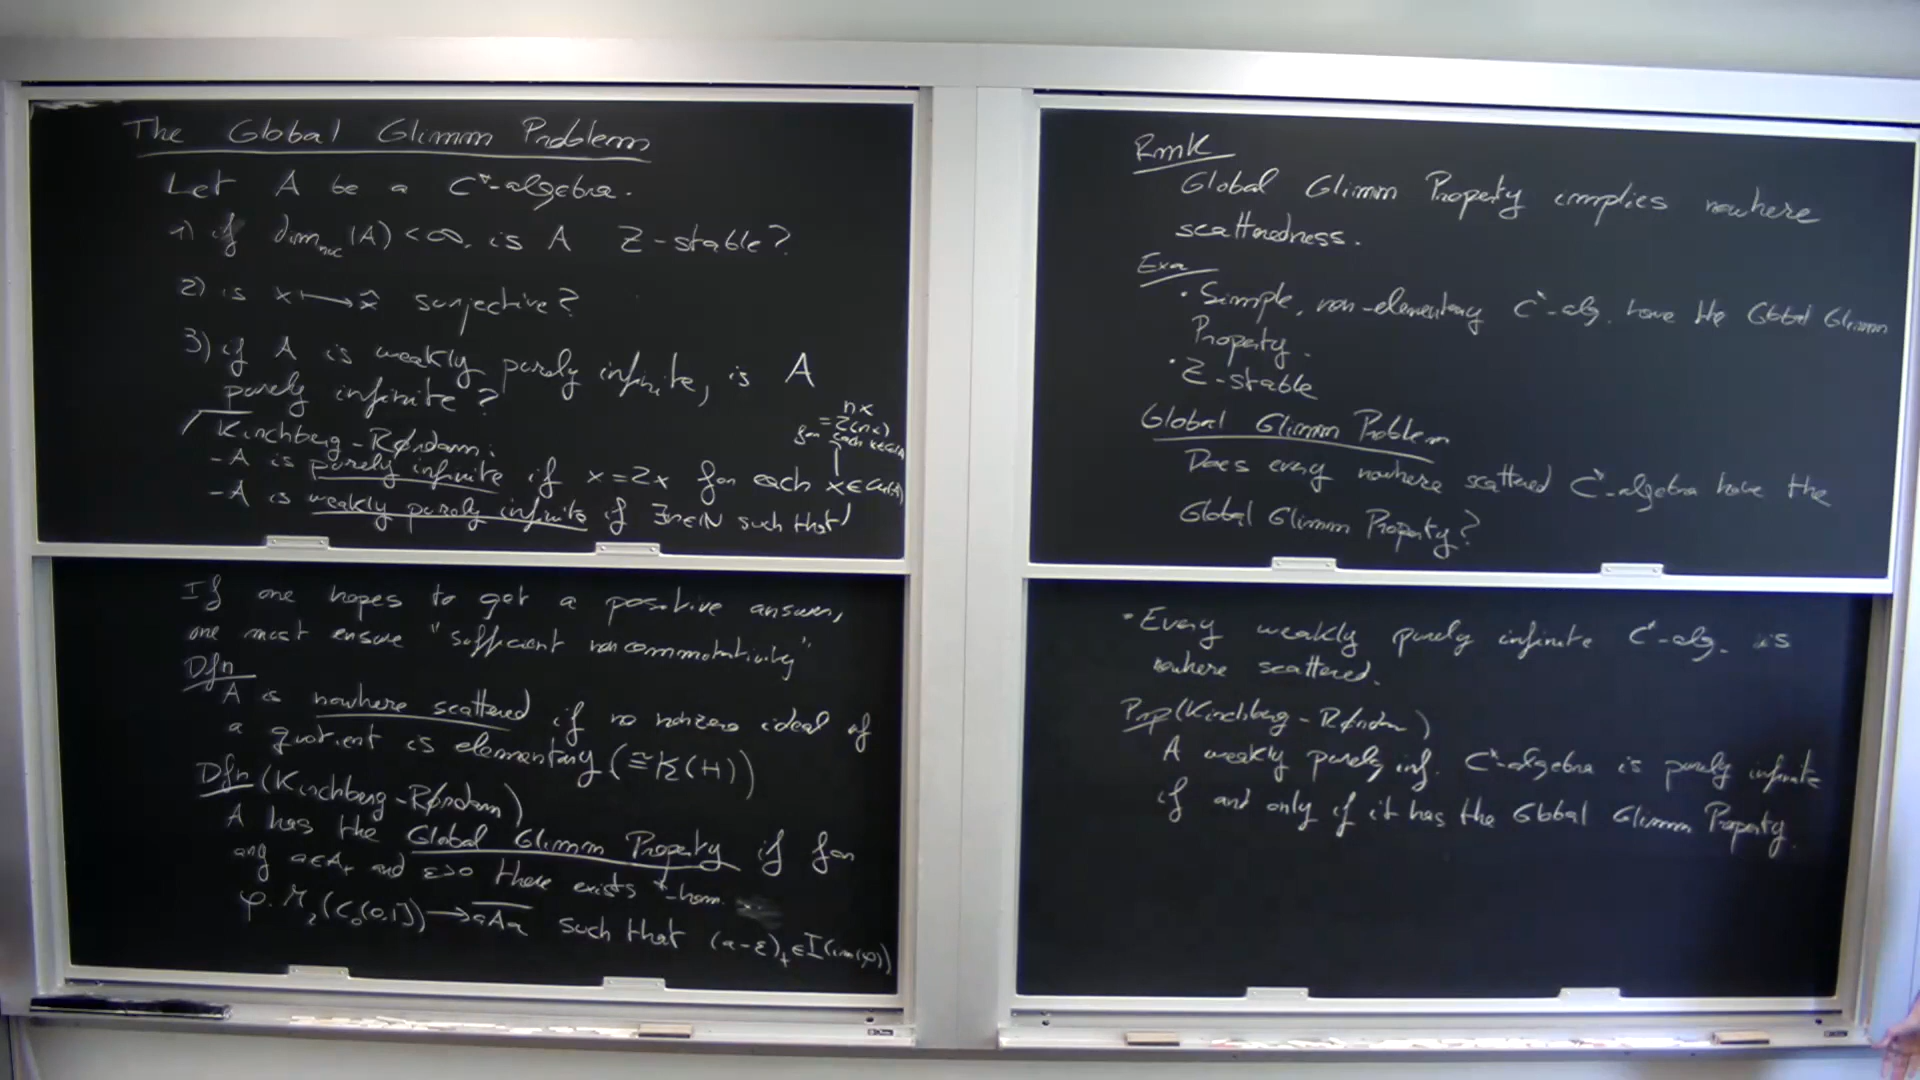 The Global Glimm Problem
Let A be a C*-algebra.
1) if dim_nuc(A) < ∞, is A Z-stable?
2) is x ↦ x̂ surjective?
3) if A is weakly purely infinite, is A
purely infinite?
Kirchberg-Rørdam:
- A is purely infinite if x=2x for each x∈Cu(A)
- A is weakly purely infinite if ∃n∈N such that
nx
=2(nx)
for each x∈Cu(A)
If one hopes to get a positive answer,
one must ensure "sufficient noncommutativity"
Dfn
A is nowhere scattered if no nonzero ideal of
a quotient is elementary (≅K(H))
Dfn (Kirchberg-Rørdam)
A has the Global Glimm Property if for
any a∈A₊ and ε>0 there exists *-hom.
φ: M₂(C₀(0,1]) → aAa such that (a-ε)₊∈I(im(φ))
Rmk
Global Glimm Property implies nowhere
scatteredness.
Exa
• Simple, non-elementary C*-alg. have the Global Glimm
Property.
• Z-stable
Global Glimm Problem
Does every nowhere scattered C*-algebra have the
Global Glimm Property?
• Every weakly purely infinite C*-alg. is
nowhere scattered.
Prop (Kirchberg-Rørdam)
A weakly purely inf. C*-algebra is purely infinite
if and only if it has the Global Glimm Property.